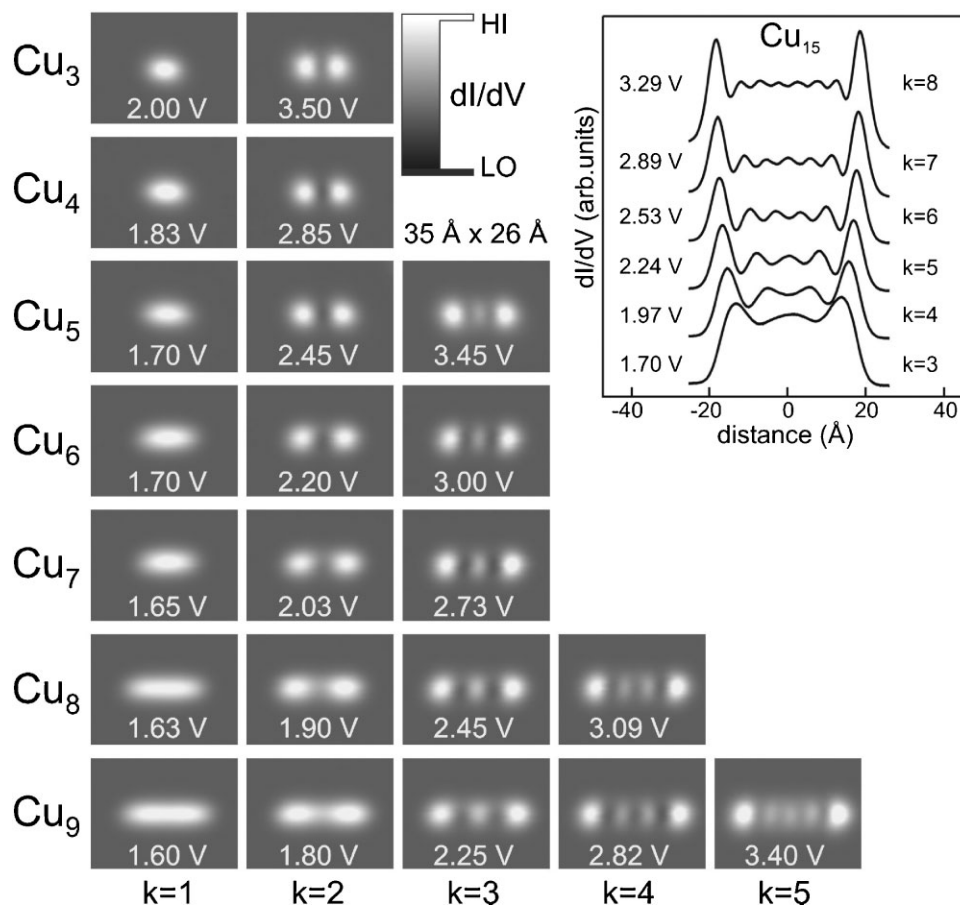 Cu3 2.00 V 3.50 V
HI
dI/dV
LO
Cu4 1.83 V 2.85 V
35 Å x 26 Å
Cu5 1.70 V 2.45 V 3.45 V
Cu6 1.70 V 2.20 V 3.00 V
Cu7 1.65 V 2.03 V 2.73 V
Cu8 1.63 V 1.90 V 2.45 V 3.09 V
Cu9 1.60 V 1.80 V 2.25 V 2.82 V 3.40 V
k=1 k=2 k=3 k=4 k=5
Cu15
dI/dV (arb.units)
3.29 V k=8
2.89 V k=7
2.53 V k=6
2.24 V k=5
1.97 V k=4
1.70 V k=3
-40 -20 0 20 40
distance (Å)